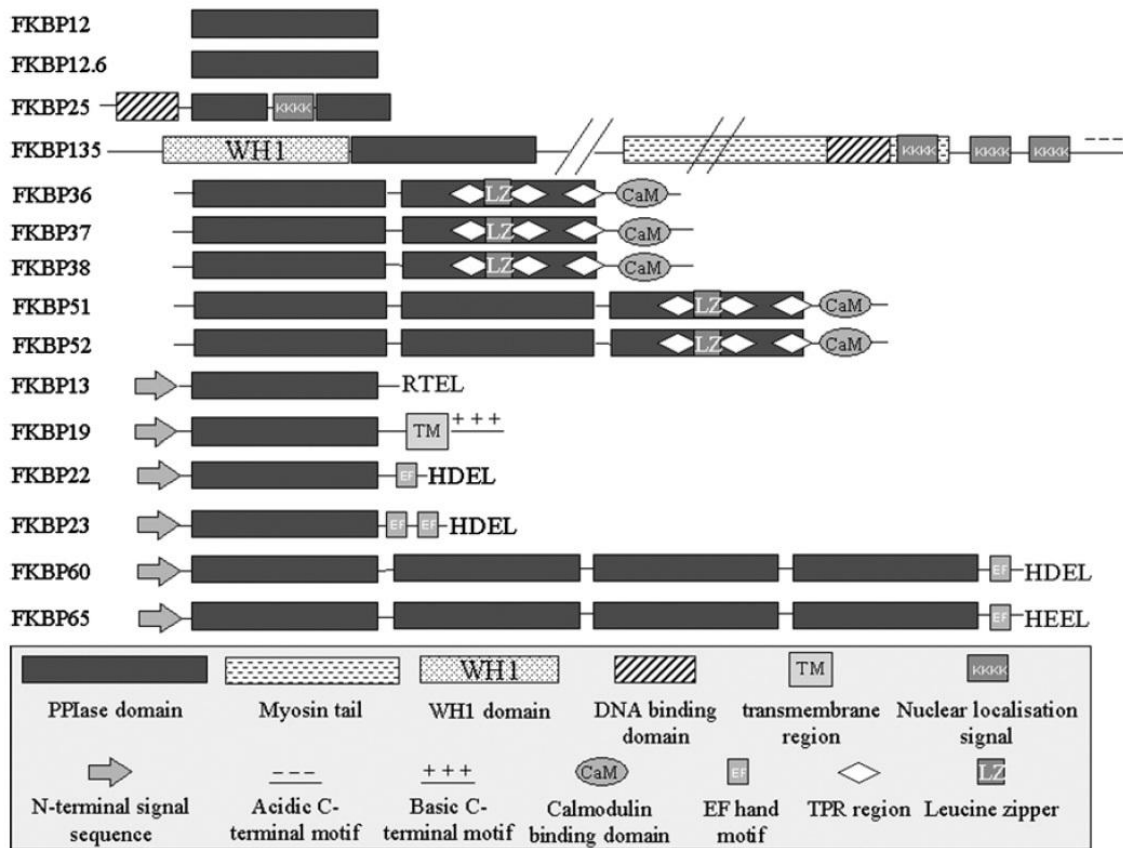 FKBP12
FKBP12.6
FKBP25 KKKK
FKBP135 WH1 KKKK KKKK KKKK ---
FKBP36 LZ CaM
FKBP37 LZ CaM
FKBP38 LZ CaM
FKBP51 LZ CaM
FKBP52 LZ CaM
FKBP13 RTEL
FKBP19 TM +++
FKBP22 EF HDEL
FKBP23 EF EF HDEL
FKBP60 EF HDEL
FKBP65 EF HEEL
WH1 TM KKKK
PPIase domain Myosin tail WH1 domain DNA binding transmembrane Nuclear localisation
domain region signal
--- +++ CaM EF LZ
N-terminal signal Acidic C- Basic C- Calmodulin EF hand TPR region Leucine zipper
sequence terminal motif terminal motif binding domain motif